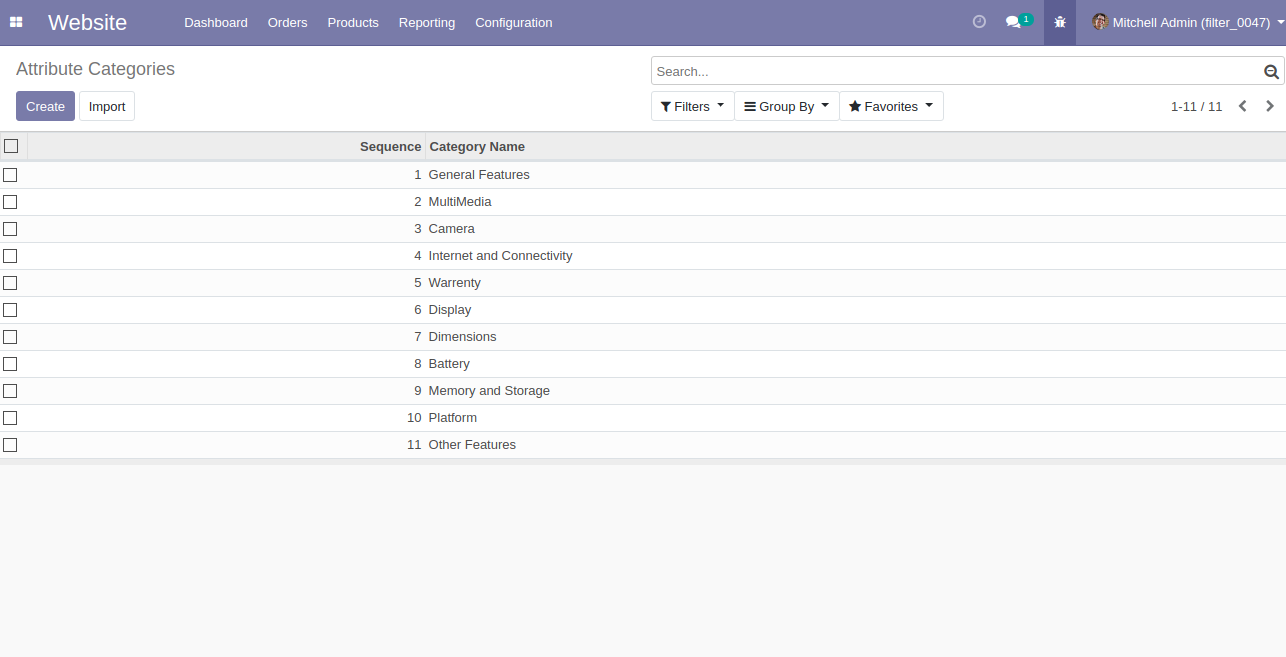 Website Dashboard Orders Products Reporting Configuration 1 Mitchell Admin (filter_0047)
Attribute Categories
Search...
Create Import
Filters Group By Favorites 1-11 / 11
Sequence Category Name
1 General Features
2 MultiMedia
3 Camera
4 Internet and Connectivity
5 Warrenty
6 Display
7 Dimensions
8 Battery
9 Memory and Storage
10 Platform
11 Other Features